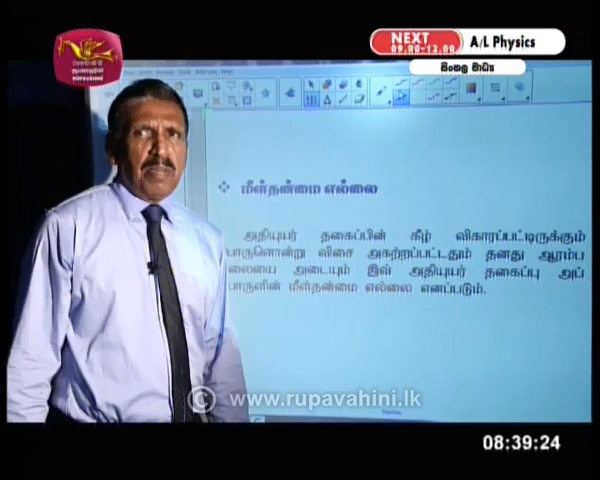 NEXT
09.00-12.00
A/L Physics
සිංහල මාධ්‍ය
❖ மீள்தன்மை எல்லை
அதியுயர் தகைப்பின் கீழ் விகாரப்பட்டிருக்கும்
பாருளொன்று விசை அகற்றப்பட்டதும் தனது ஆரம்ப
லையை அடையும் இவ் அதியுயர் தகைப்பு அப்
பாருளின் மீள்தன்மை எல்லை எனப்படும்.
© www.rupavahini.lk
08:39:24